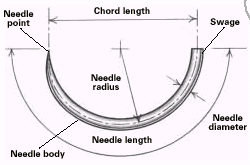 Needle
point
Chord length
Swage
Needle
radius
Needle
diameter
Needle length
Needle body